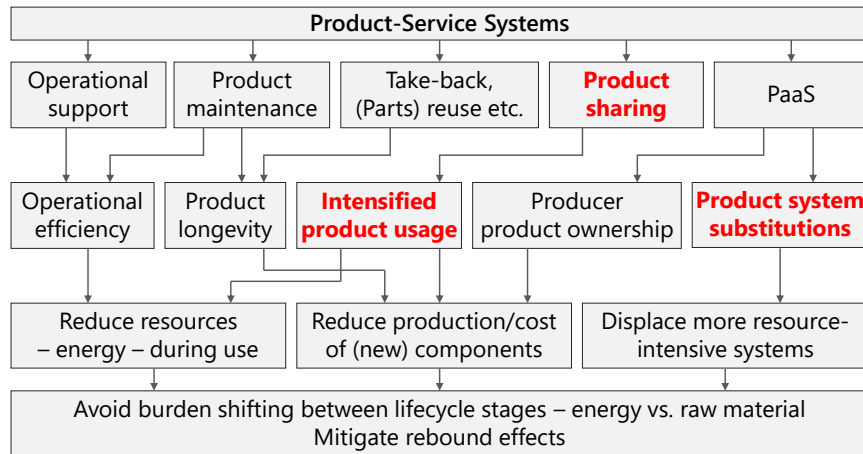 Product-Service Systems
Operational
support
Product
maintenance
Take-back,
(Parts) reuse etc.
Product
sharing
PaaS
Operational
efficiency
Product
longevity
Intensified
product usage
Producer
product ownership
Product system
substitutions
Reduce resources
– energy – during use
Reduce production/cost
of (new) components
Displace more resource-
intensive systems
Avoid burden shifting between lifecycle stages – energy vs. raw material
Mitigate rebound effects